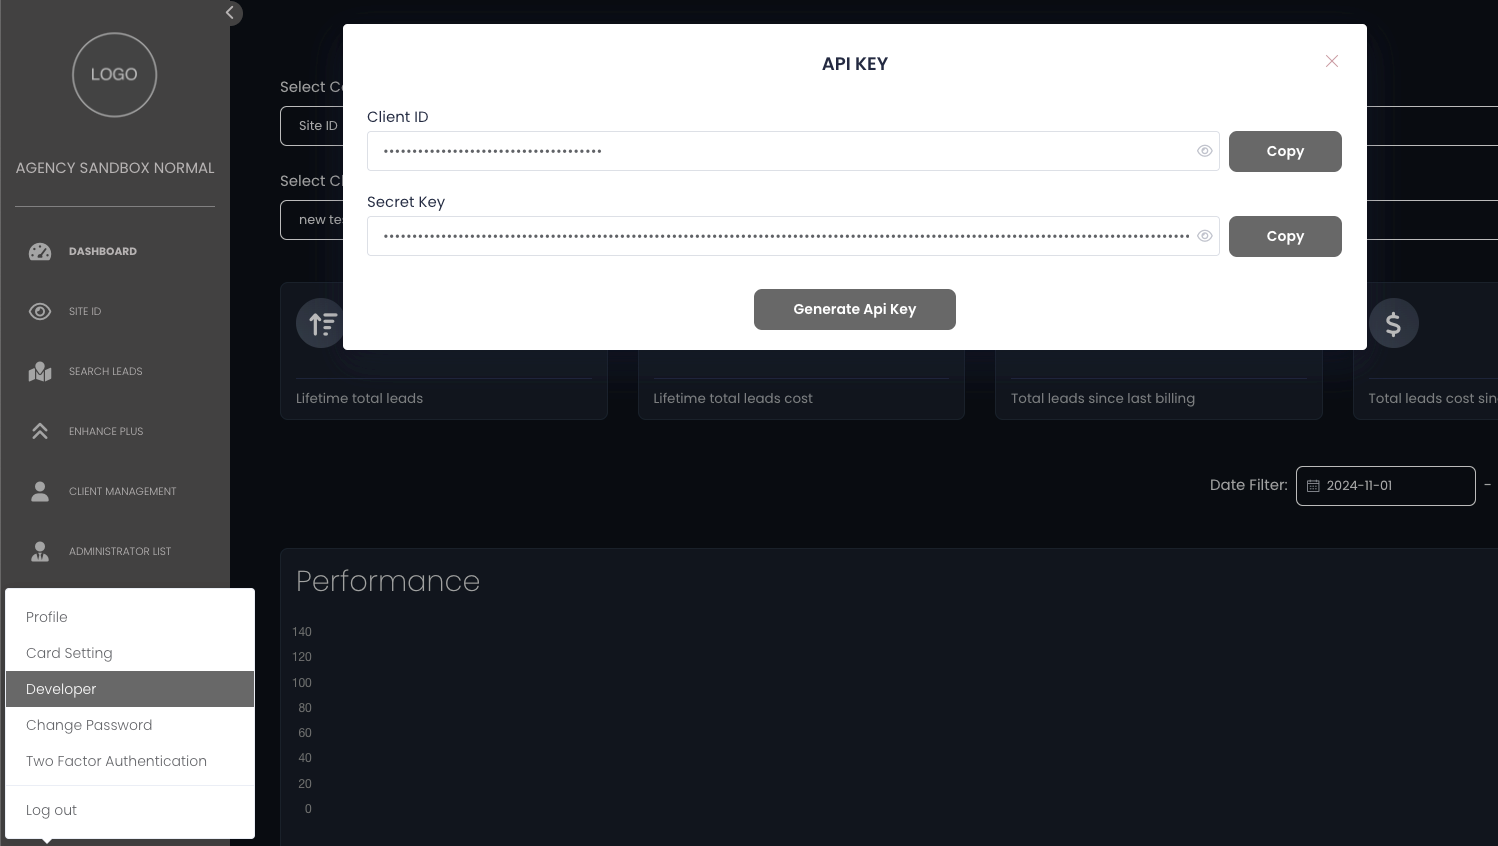 LOGO
AGENCY SANDBOX NORMAL
DASHBOARD
SITE ID
SEARCH LEADS
ENHANCE PLUS
CLIENT MANAGEMENT
ADMINISTRATOR LIST
Profile
Card Setting
Developer
Change Password
Two Factor Authentication
Log out
API KEY
Client ID
••••••••••••••••••••••••••••••••••••••
Copy
Secret Key
Copy
Generate Api Key
Select C
Site ID
Select Cl
new te
Lifetime total leads
Lifetime total leads cost
Total leads since last billing
$
Total leads cost sin
Date Filter: 2024-11-01 -
Performance
140
120
100
80
60
40
20
0